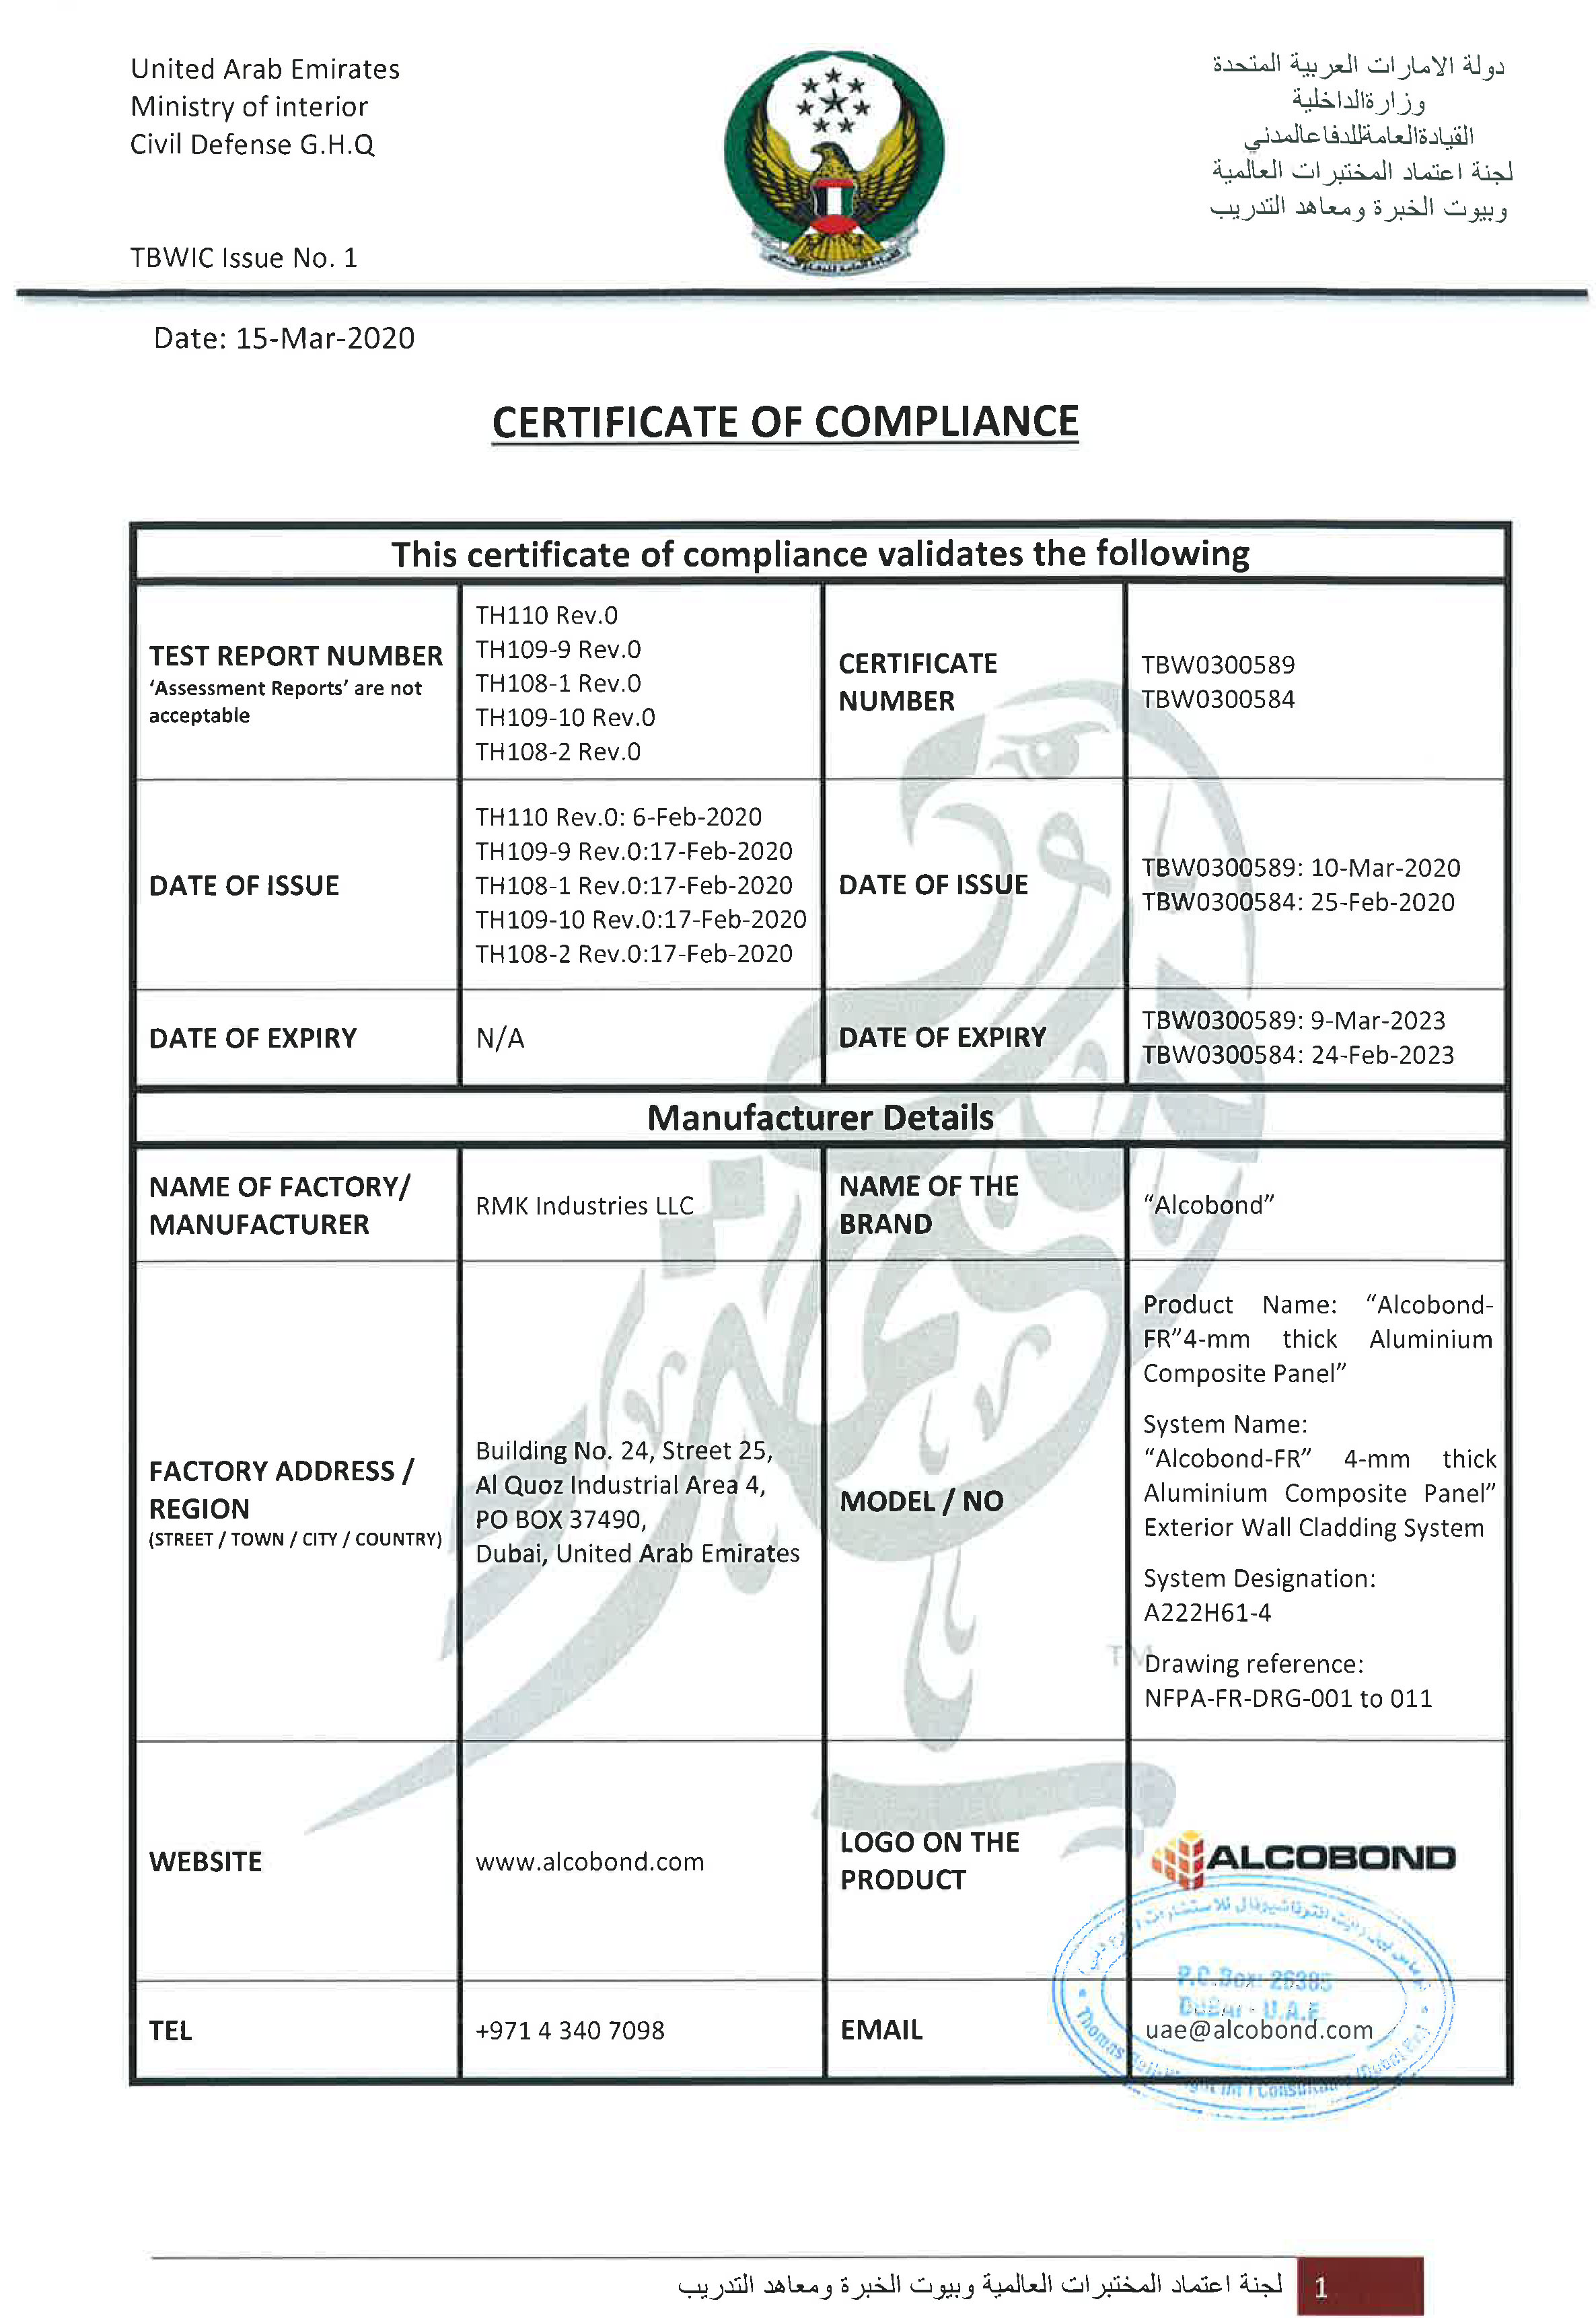 United Arab Emirates
Ministry of interior
Civil Defense G.H.Q
TBWIC Issue No. 1
دولة الامارات العربية المتحدة
وزارةالداخلية
القيادةالعامةللدفاعالمدني
لجنة اعتماد المختبرات العالمية
وبيوت الخبرة ومعاهد التدريب
Date: 15-Mar-2020
CERTIFICATE OF COMPLIANCE
This certificate of compliance validates the following
TEST REPORT NUMBER
‘Assessment Reports’ are not
acceptable
TH110 Rev.0
TH109-9 Rev.0
TH108-1 Rev.0
TH109-10 Rev.0
TH108-2 Rev.0
CERTIFICATE
NUMBER
TBW0300589
TBW0300584
DATE OF ISSUE
TH110 Rev.0: 6-Feb-2020
TH109-9 Rev.0:17-Feb-2020
TH108-1 Rev.0:17-Feb-2020
TH109-10 Rev.0:17-Feb-2020
TH108-2 Rev.0:17-Feb-2020
DATE OF ISSUE
TBW0300589: 10-Mar-2020
TBW0300584: 25-Feb-2020
DATE OF EXPIRY
N/A
DATE OF EXPIRY
TBW0300589: 9-Mar-2023
TBW0300584: 24-Feb-2023
Manufacturer Details
NAME OF FACTORY/
MANUFACTURER
RMK Industries LLC
NAME OF THE
BRAND
“Alcobond”
FACTORY ADDRESS /
REGION
(STREET / TOWN / CITY / COUNTRY)
Building No. 24, Street 25,
Al Quoz Industrial Area 4,
PO BOX 37490,
Dubai, United Arab Emirates
MODEL / NO
Product Name: “Alcobond-
FR”4-mm thick Aluminium
Composite Panel”
System Name:
“Alcobond-FR” 4-mm thick
Aluminium Composite Panel”
Exterior Wall Cladding System
System Designation:
A222H61-4
TM
Drawing reference:
NFPA-FR-DRG-001 to 011
WEBSITE
www.alcobond.com
LOGO ON THE
PRODUCT
ALCOBOND
P.O.Box: 26385
Dubai - U.A.E
TEL
+971 4 340 7098
EMAIL
uae@alcobond.com
لجنة اعتماد المختبرات العالمية وبيوت الخبرة ومعاهد التدريب
1